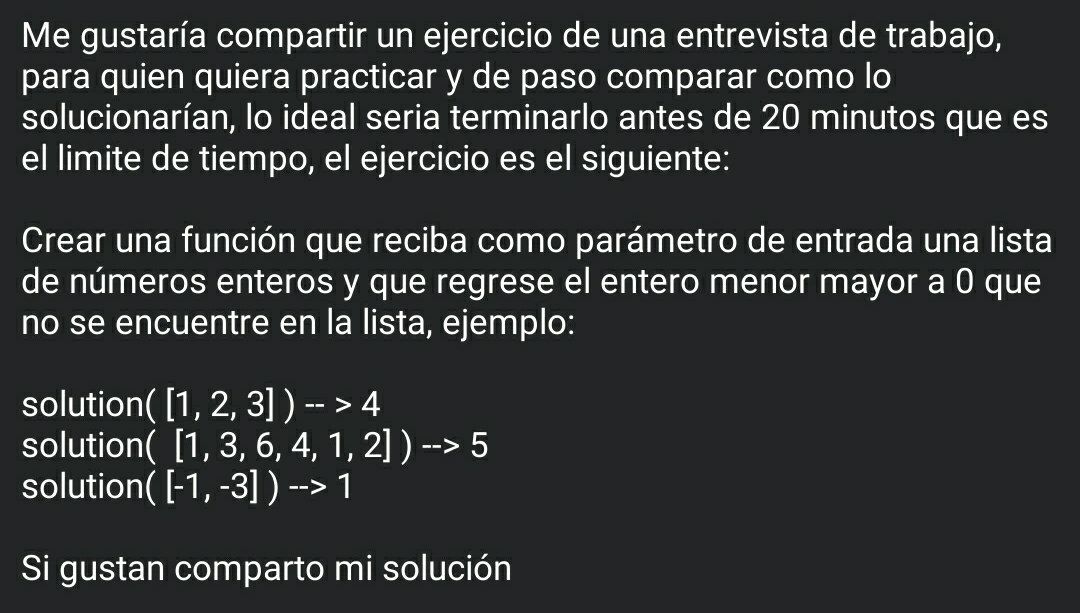 Me gustaría compartir un ejercicio de una entrevista de trabajo,
para quien quiera practicar y de paso comparar como lo
solucionarían, lo ideal seria terminarlo antes de 20 minutos que es
el limite de tiempo, el ejercicio es el siguiente:
Crear una función que reciba como parámetro de entrada una lista
de números enteros y que regrese el entero menor mayor a 0 que
no se encuentre en la lista, ejemplo:
solution( [1, 2, 3] ) -- > 4
solution(  [1, 3, 6, 4, 1, 2] ) --> 5
solution( [-1, -3] ) --> 1
Si gustan comparto mi solución